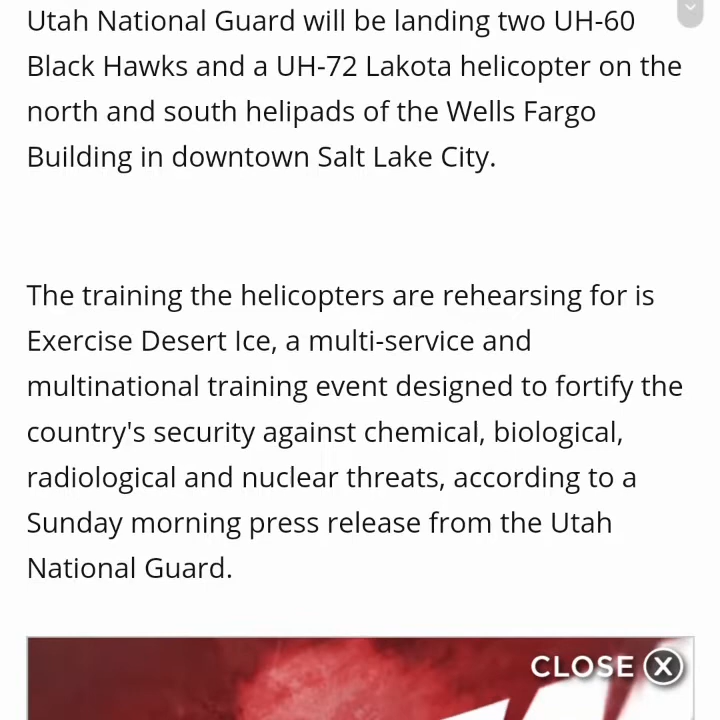 Utah National Guard will be landing two UH-60
Black Hawks and a UH-72 Lakota helicopter on the
north and south helipads of the Wells Fargo
Building in downtown Salt Lake City.
The training the helicopters are rehearsing for is
Exercise Desert Ice, a multi-service and
multinational training event designed to fortify the
country's security against chemical, biological,
radiological and nuclear threats, according to a
Sunday morning press release from the Utah
National Guard.
CLOSE X